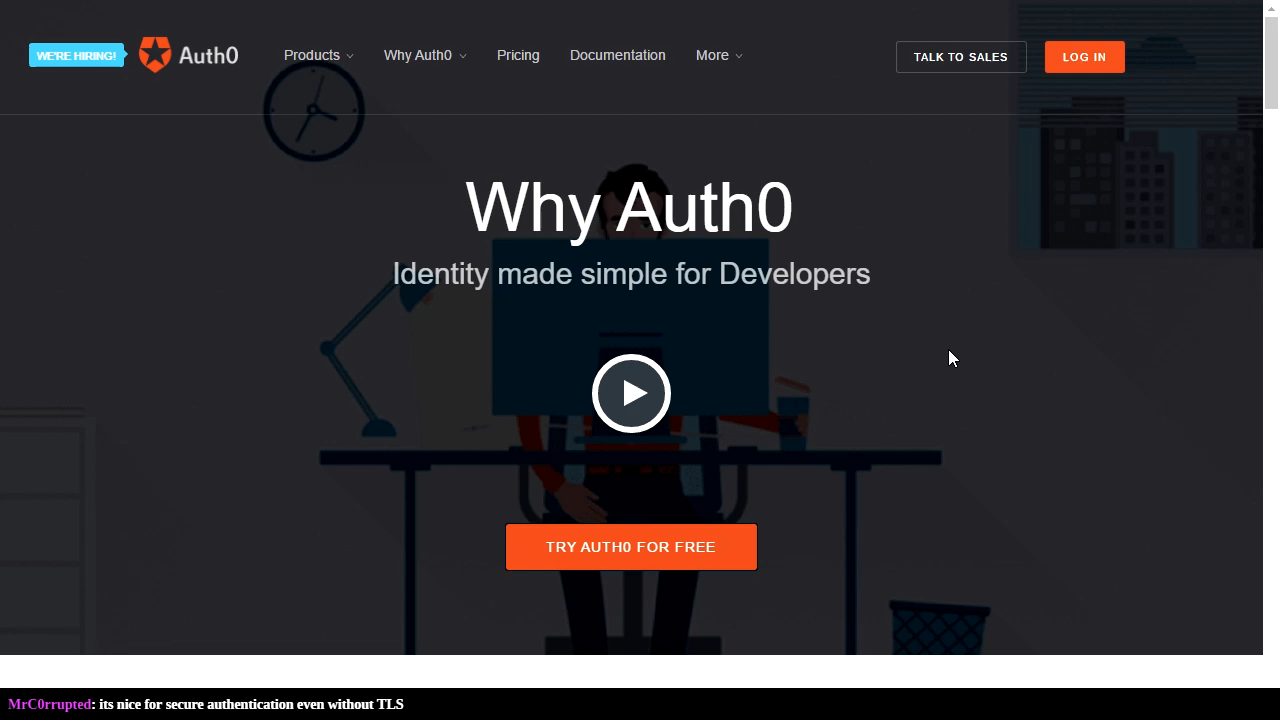 WE'RE HIRING!
Auth0
Products
Why Auth0
Pricing
Documentation
More
TALK TO SALES
LOG IN
Why Auth0
Identity made simple for Developers
TRY AUTH0 FOR FREE
MrC0rrupted: its nice for secure authentication even without TLS